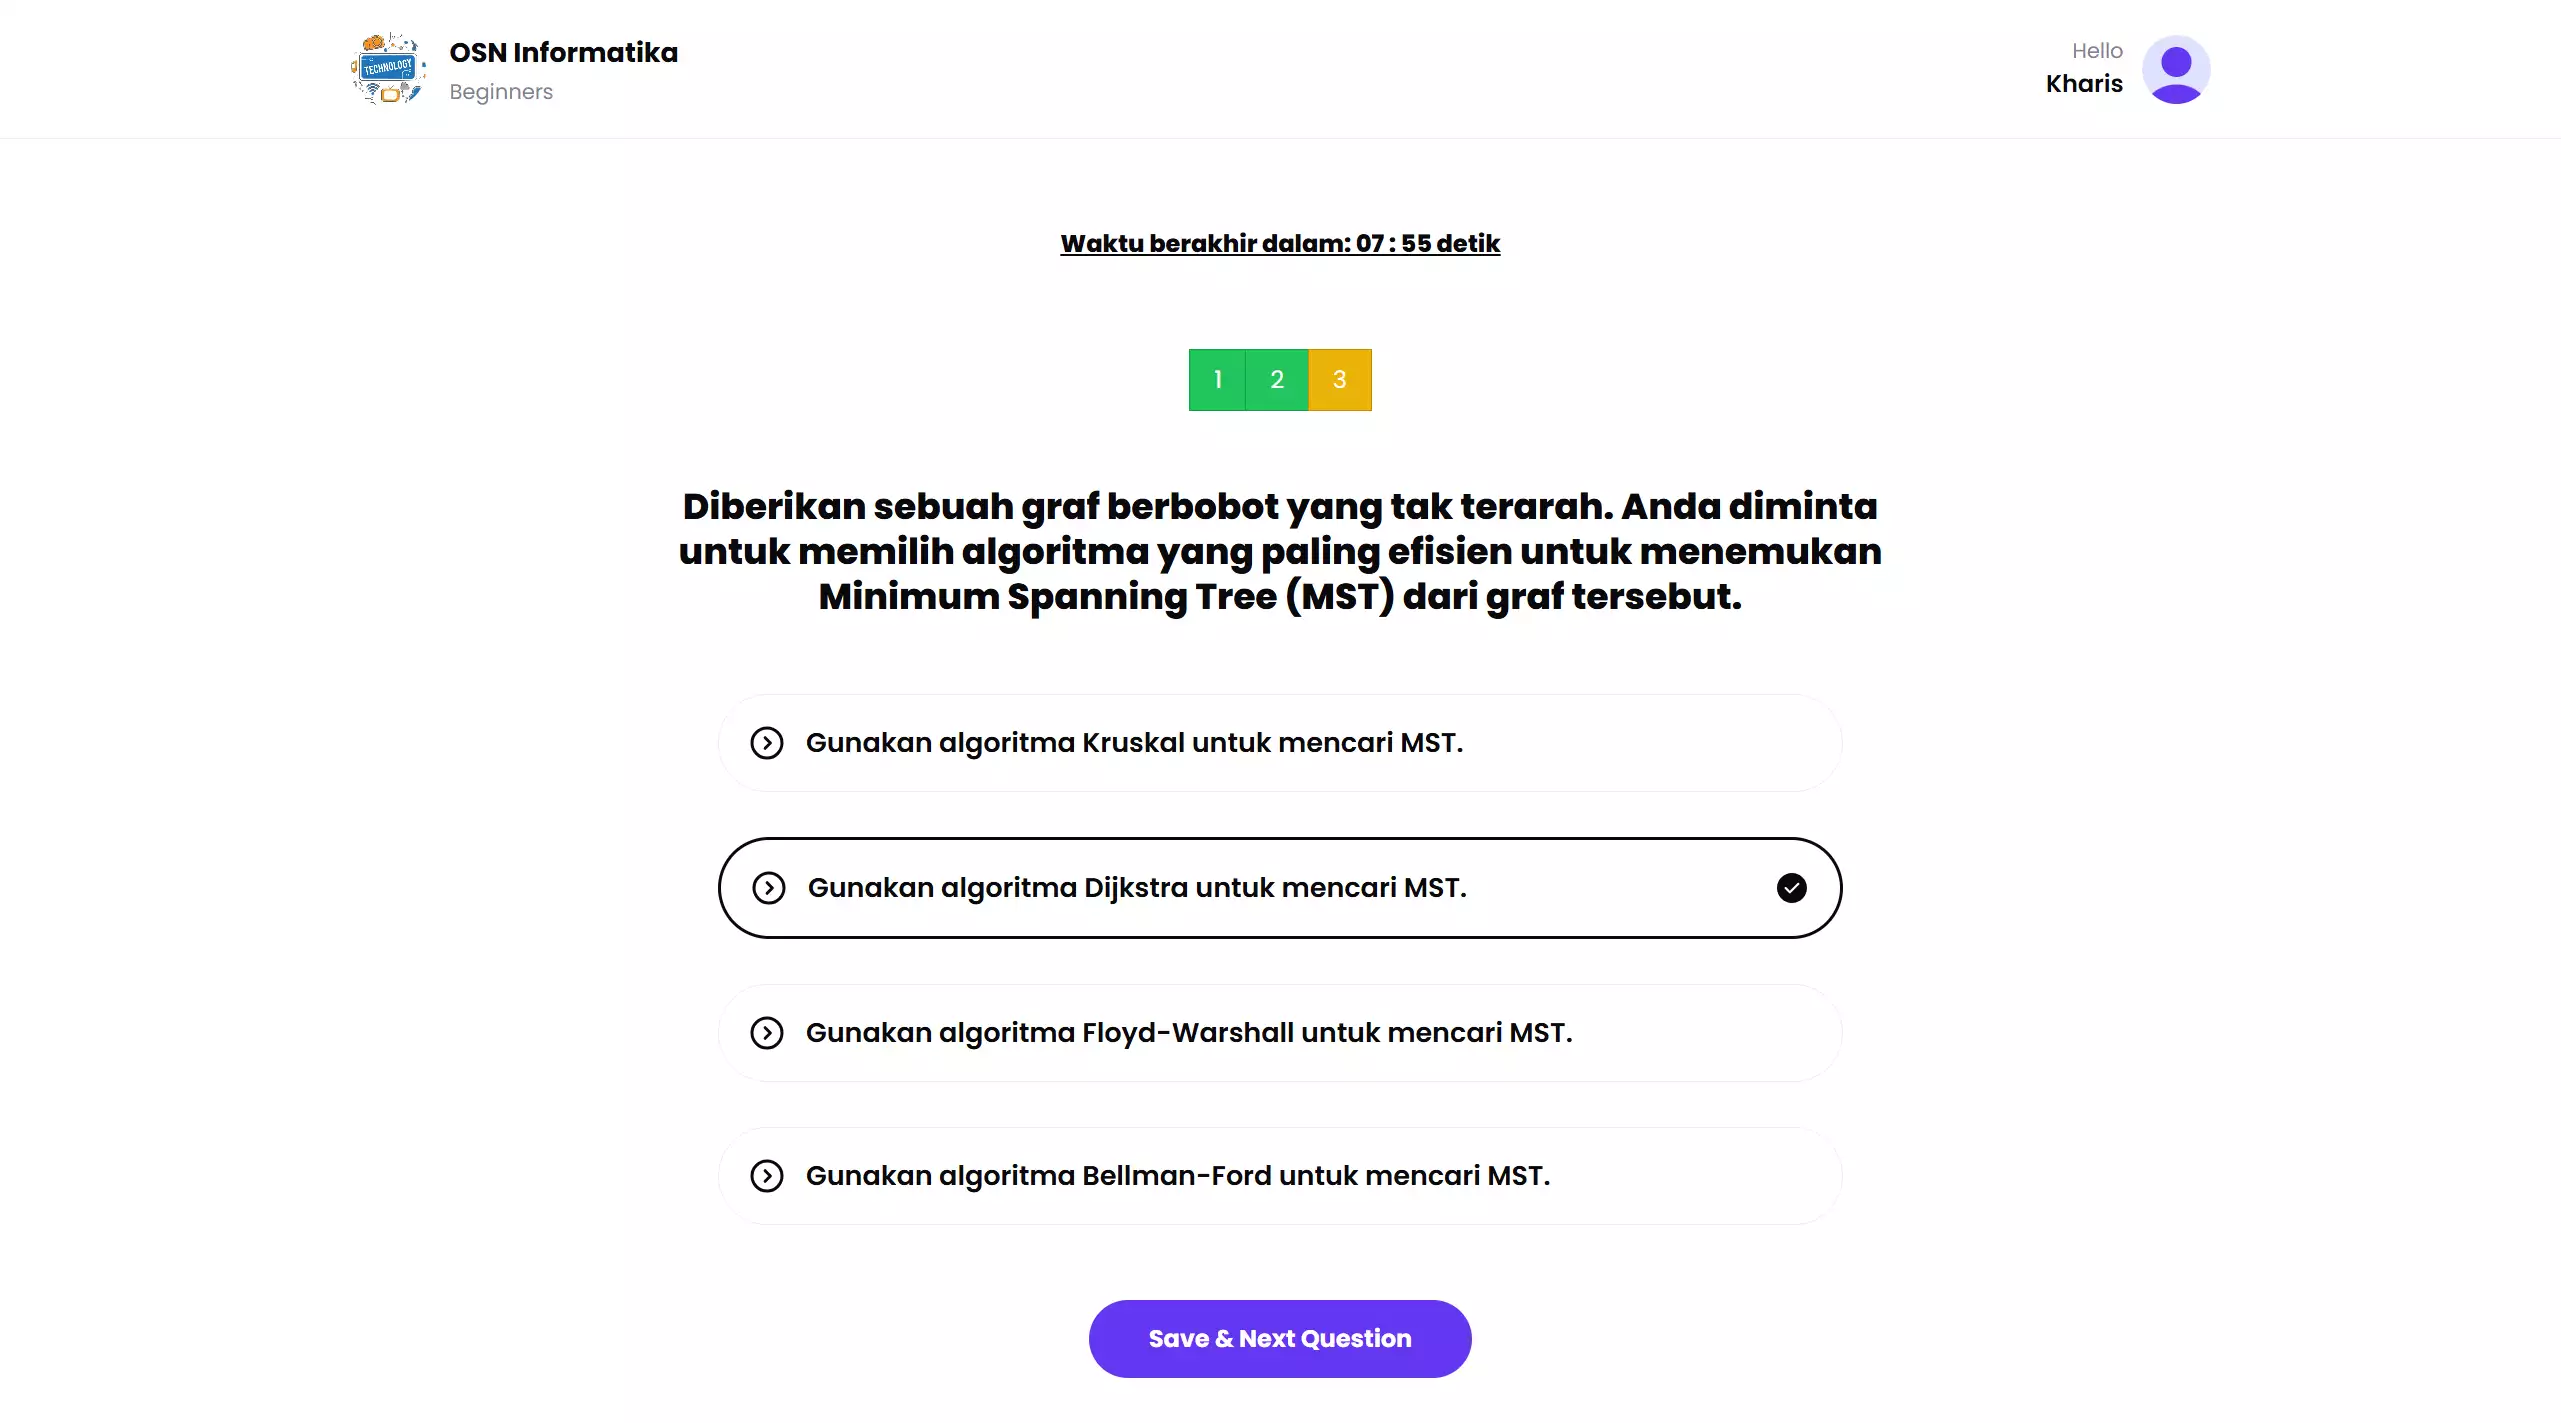 TECHNOLOGY
OSN Informatika
Beginners
Hello
Kharis
Waktu berakhir dalam: 07 : 55 detik
1 2 3
Diberikan sebuah graf berbobot yang tak terarah. Anda diminta
untuk memilih algoritma yang paling efisien untuk menemukan
Minimum Spanning Tree (MST) dari graf tersebut.
Gunakan algoritma Kruskal untuk mencari MST.
Gunakan algoritma Dijkstra untuk mencari MST.
Gunakan algoritma Floyd-Warshall untuk mencari MST.
Gunakan algoritma Bellman-Ford untuk mencari MST.
Save & Next Question